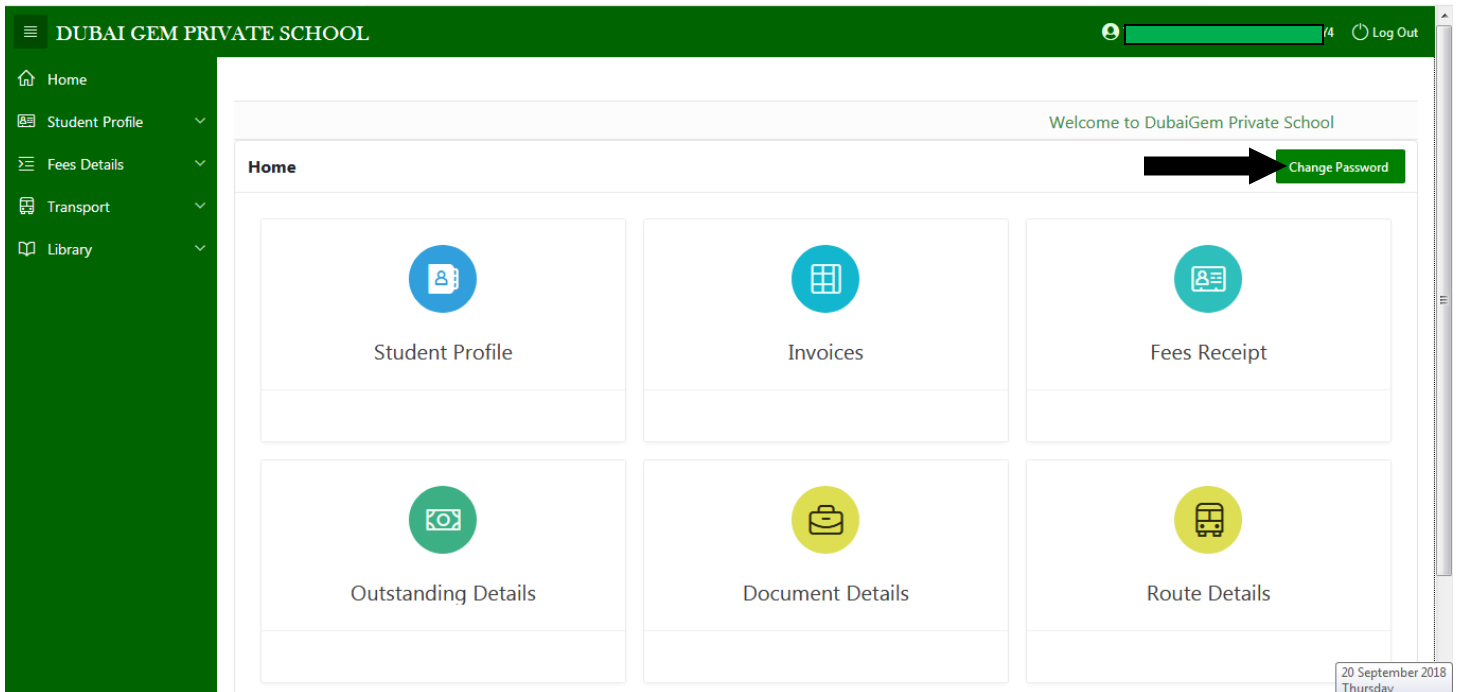 DUBAI GEM PRIVATE SCHOOL
Log Out
Home
Student Profile
Fees Details
Transport
Library
Welcome to DubaiGem Private School
Home
Change Password
Student Profile
Invoices
Fees Receipt
Outstanding Details
Document Details
Route Details
20 September 2018
Thursday